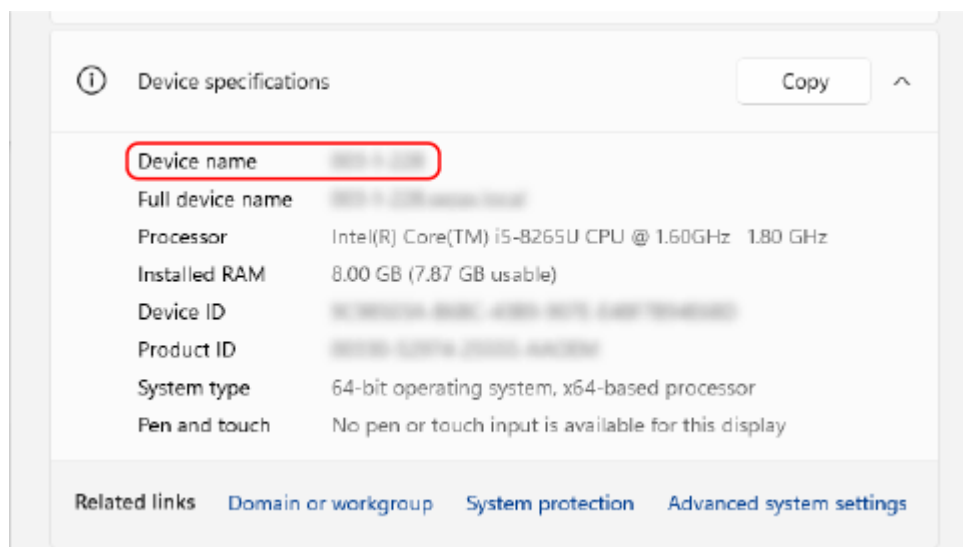 Device specifications Copy
Device name
Full device name
Processor Intel(R) Core(TM) i5-8265U CPU @ 1.60GHz 1.80 GHz
Installed RAM 8.00 GB (7.87 GB usable)
Device ID
Product ID
System type 64-bit operating system, x64-based processor
Pen and touch No pen or touch input is available for this display
Related links Domain or workgroup System protection Advanced system settings